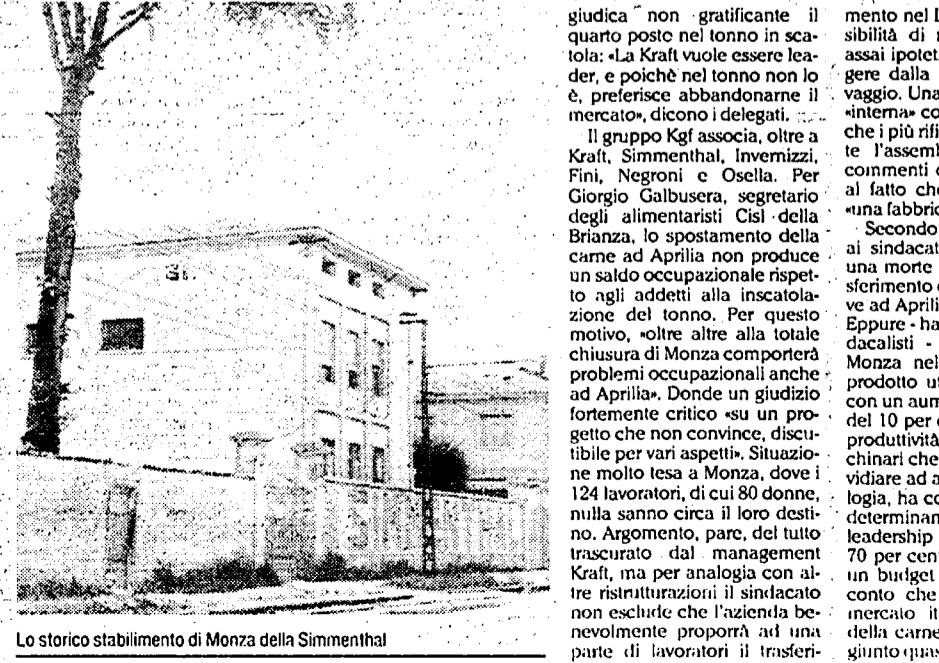 Lo storico stabilimento di Monza della Simmenthal
giudica non gratificante il
quarto posto nel tonno in sca-
tola: «La Kraft vuole essere lea-
der, e poichè nel tonno non lo
è, preferisce abbandonarne il
mercato», dicono i delegati.
Il gruppo Kgf associa, oltre a
Kraft, Simmenthal, Invernizzi,
Fini, Negroni e Osella. Per
Giorgio Galbusera, segretario
degli alimentaristi Cisl della
Brianza, lo spostamento della
carne ad Aprilia non produce
un saldo occupazionale rispet-
to agli addetti alla inscatola-
zione del tonno. Per questo
motivo, «oltre altre alla totale
chiusura di Monza comporterà
problemi occupazionali anche
ad Aprilia». Donde un giudizio
fortemente critico «su un pro-
getto che non convince, discu-
tibile per vari aspetti». Situazio-
ne molto tesa a Monza, dove i
124 lavoratori, di cui 80 donne,
nulla sanno circa il loro desti-
no. Argomento, pare, del tutto
trascurato dal management
Kraft, ma per analogia con al-
tre ristrutturazioni il sindacato
non esclude che l'azienda be-
nevolmente proporrà ad una
parte di lavoratori il trasferi-
mento nel
sibilità di
assai ipotet
gere dalla
vaggio. Una
«interna» co
che i più rifi
te l'assemb
commenti
al fatto che
«una fabbric
Secondo
ai sindacat
una morte
sferimento
ve ad Aprili
Eppure - ha
dacalisti -
Monza nel
prodotto ut
con un aum
del 10 per
produttività
chinari che
vidiare ad a
logia, ha co
determinan
leadership
70 per cen
un budget
conto che
mercato it
della carne
giunto quas